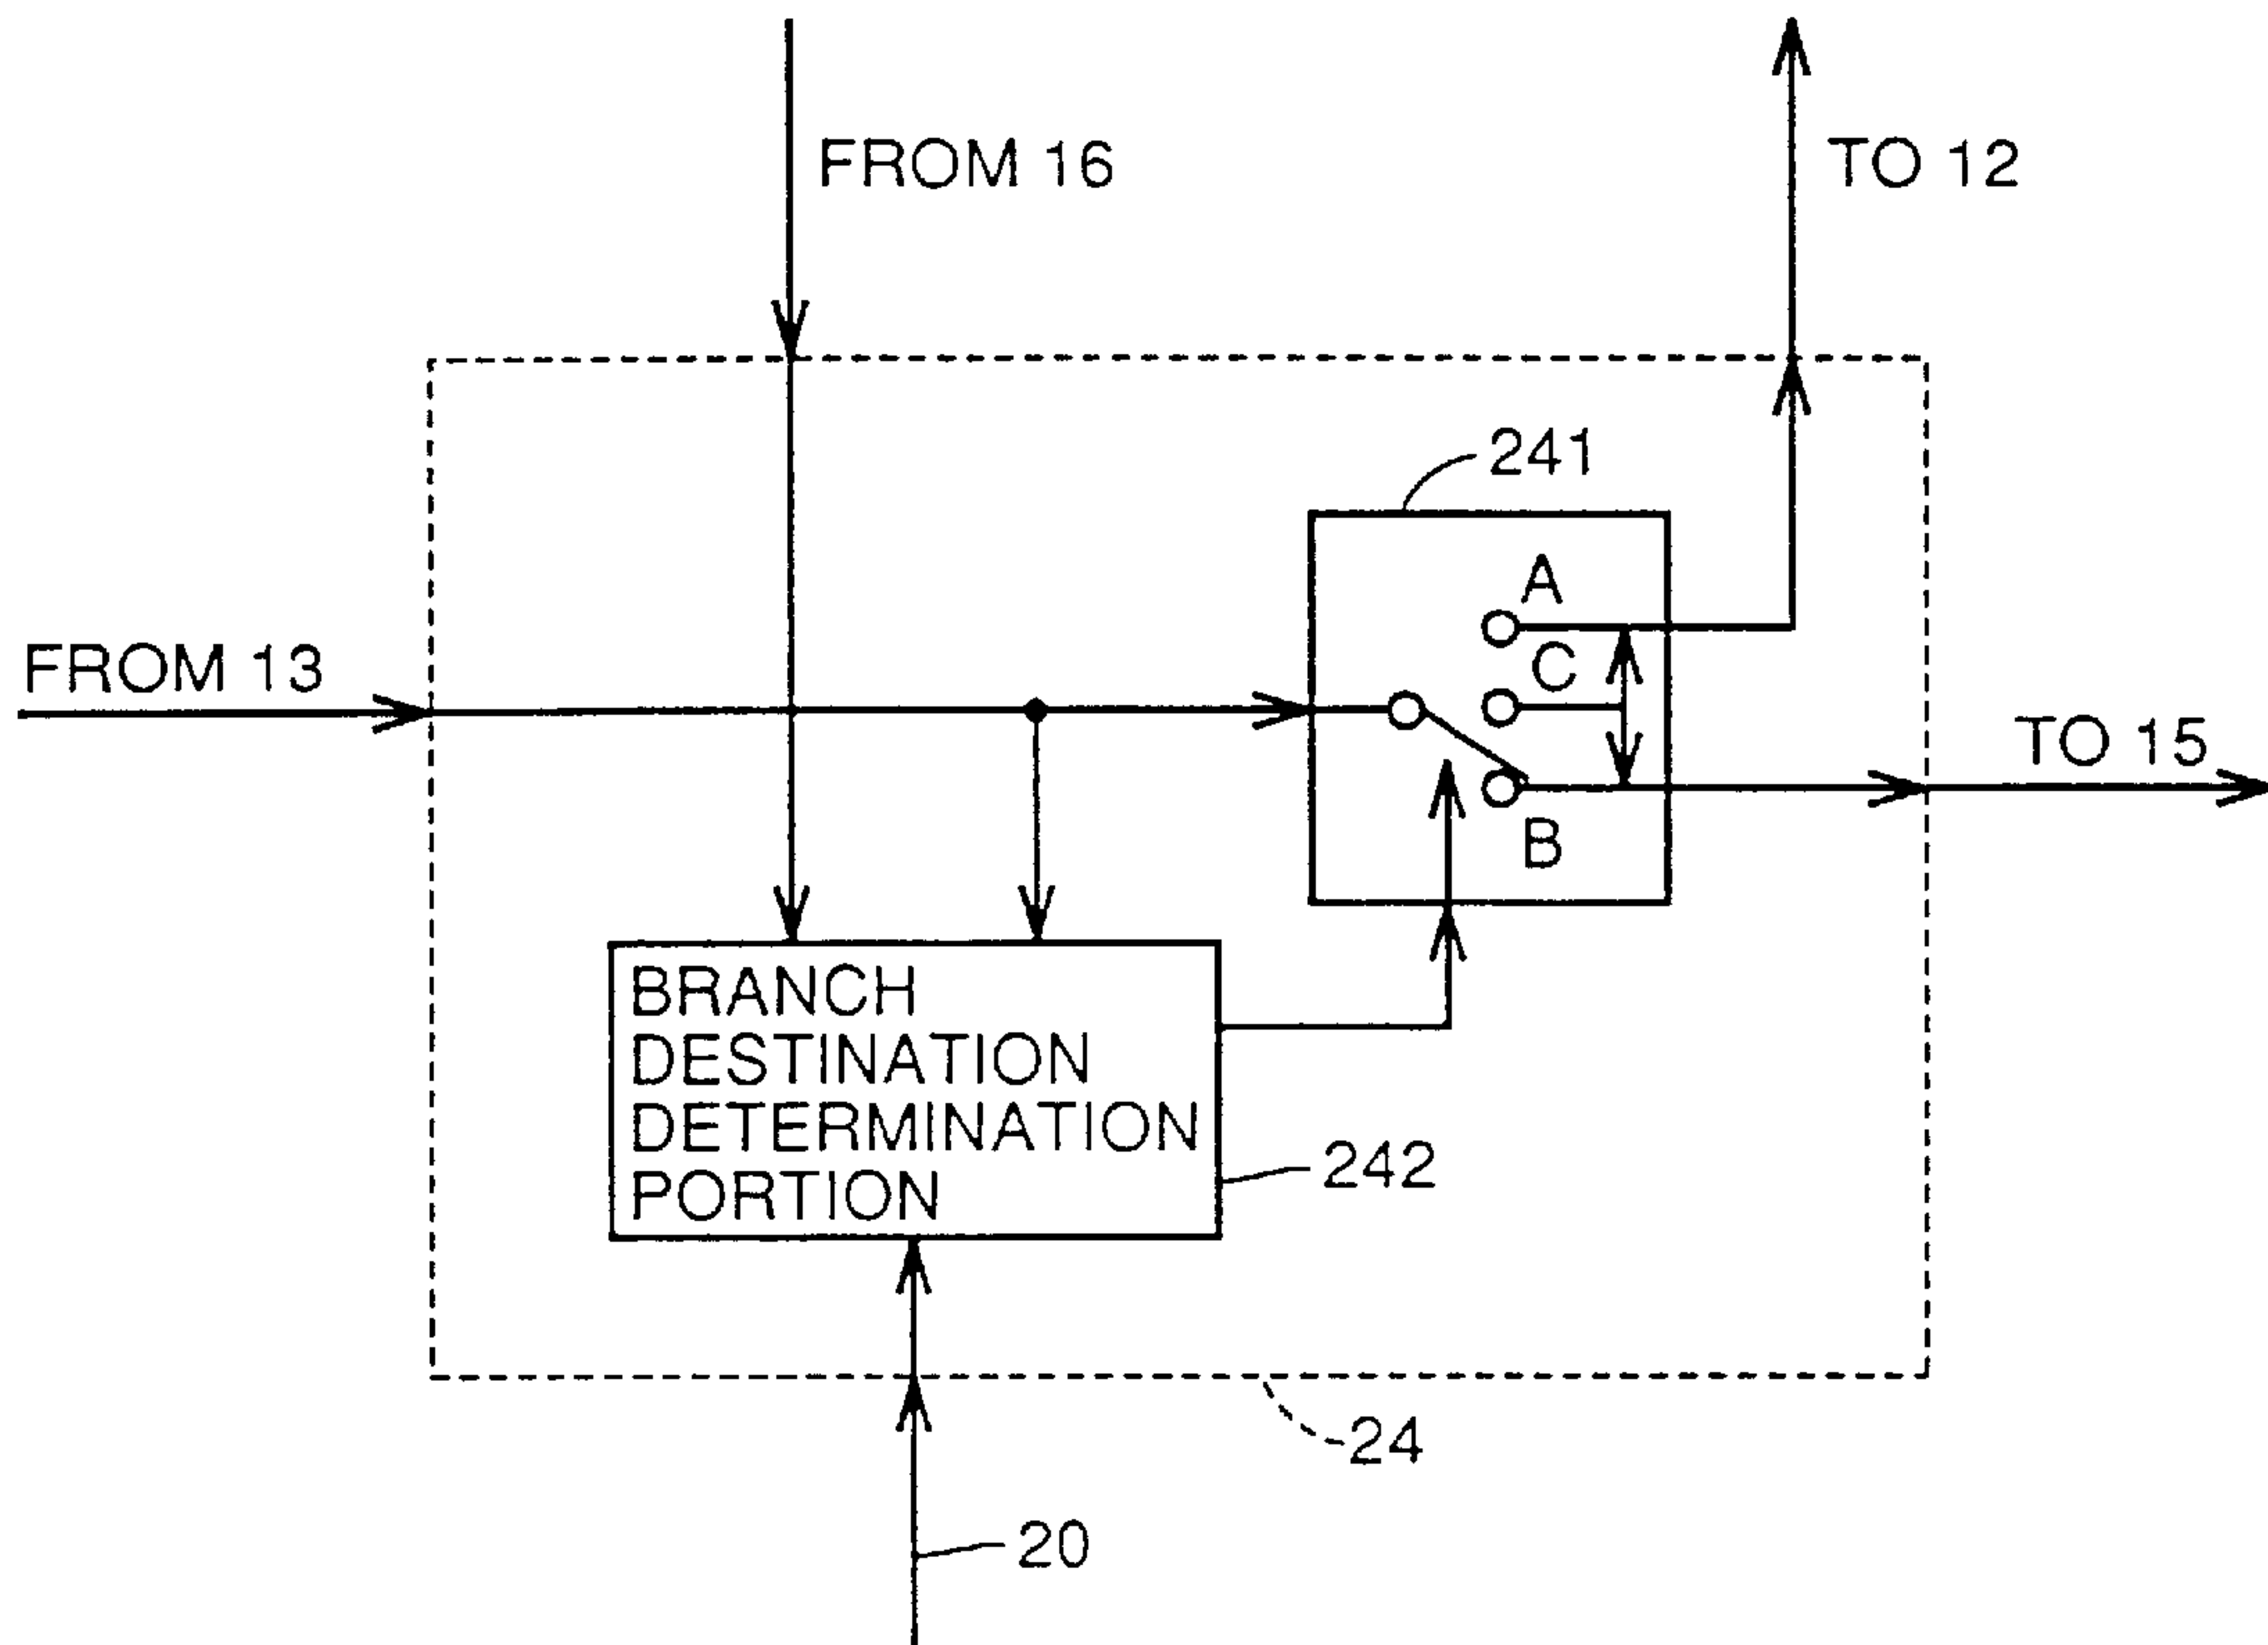 FROM 16
TO 12
241
A
FROM 13
C
TO 15
B
BRANCH
DESTINATION
DETERMINATION
PORTION
242
24
20